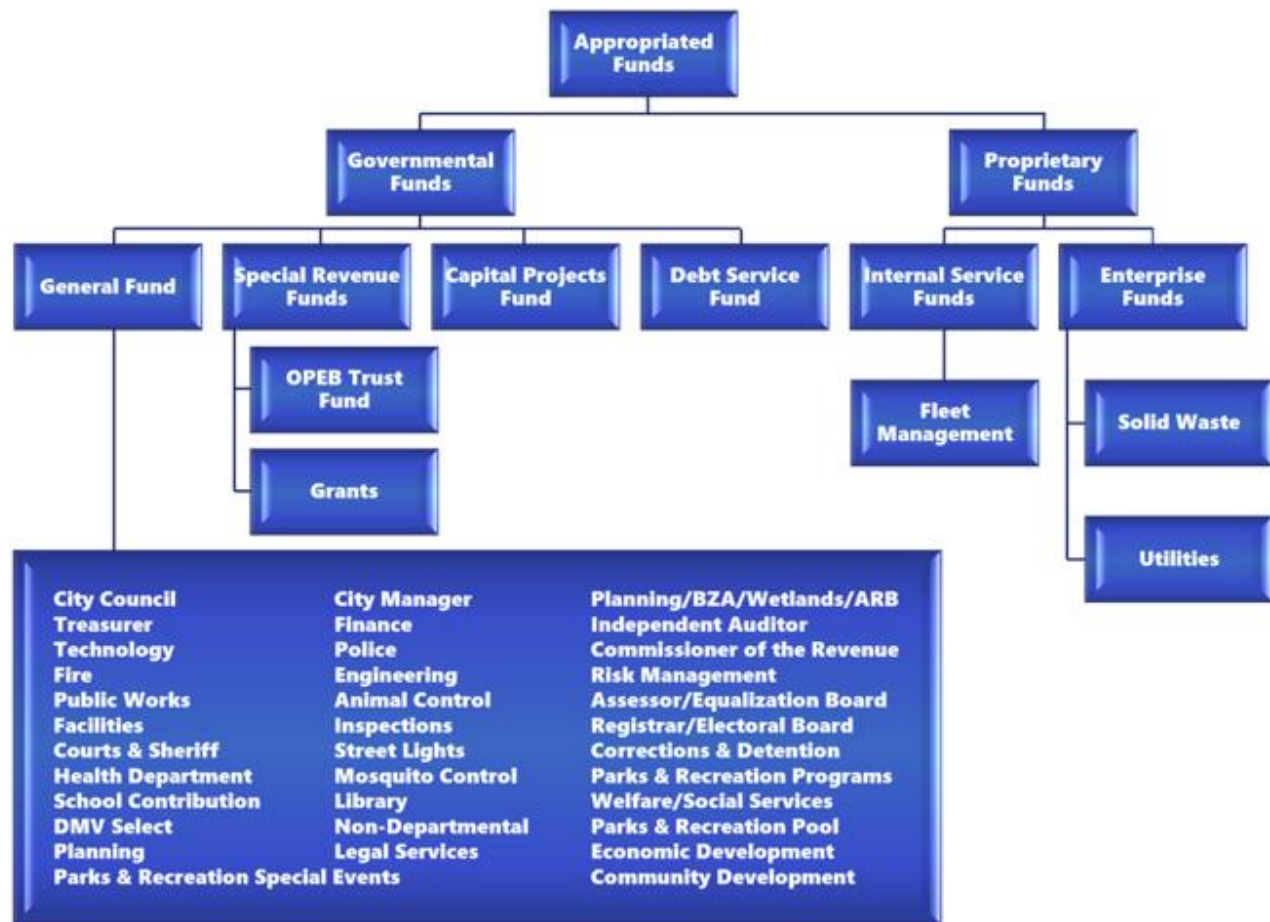 Appropriated
Funds
Governmental
Funds
Proprietary
Funds
General Fund
Special Revenue
Funds
Capital Projects
Fund
Debt Service
Fund
Internal Service
Funds
Enterprise
Funds
OPEB Trust
Fund
Grants
Fleet
Management
Solid Waste
Utilities
City Council
Treasurer
Technology
Fire
Public Works
Facilities
Courts & Sheriff
Health Department
School Contribution
DMV Select
Planning
Parks & Recreation Special Events
City Manager
Finance
Police
Engineering
Animal Control
Inspections
Street Lights
Mosquito Control
Library
Non-Departmental
Legal Services
Planning/BZA/Wetlands/ARB
Independent Auditor
Commissioner of the Revenue
Risk Management
Assessor/Equalization Board
Registrar/Electoral Board
Corrections & Detention
Parks & Recreation Programs
Welfare/Social Services
Parks & Recreation Pool
Economic Development
Community Development